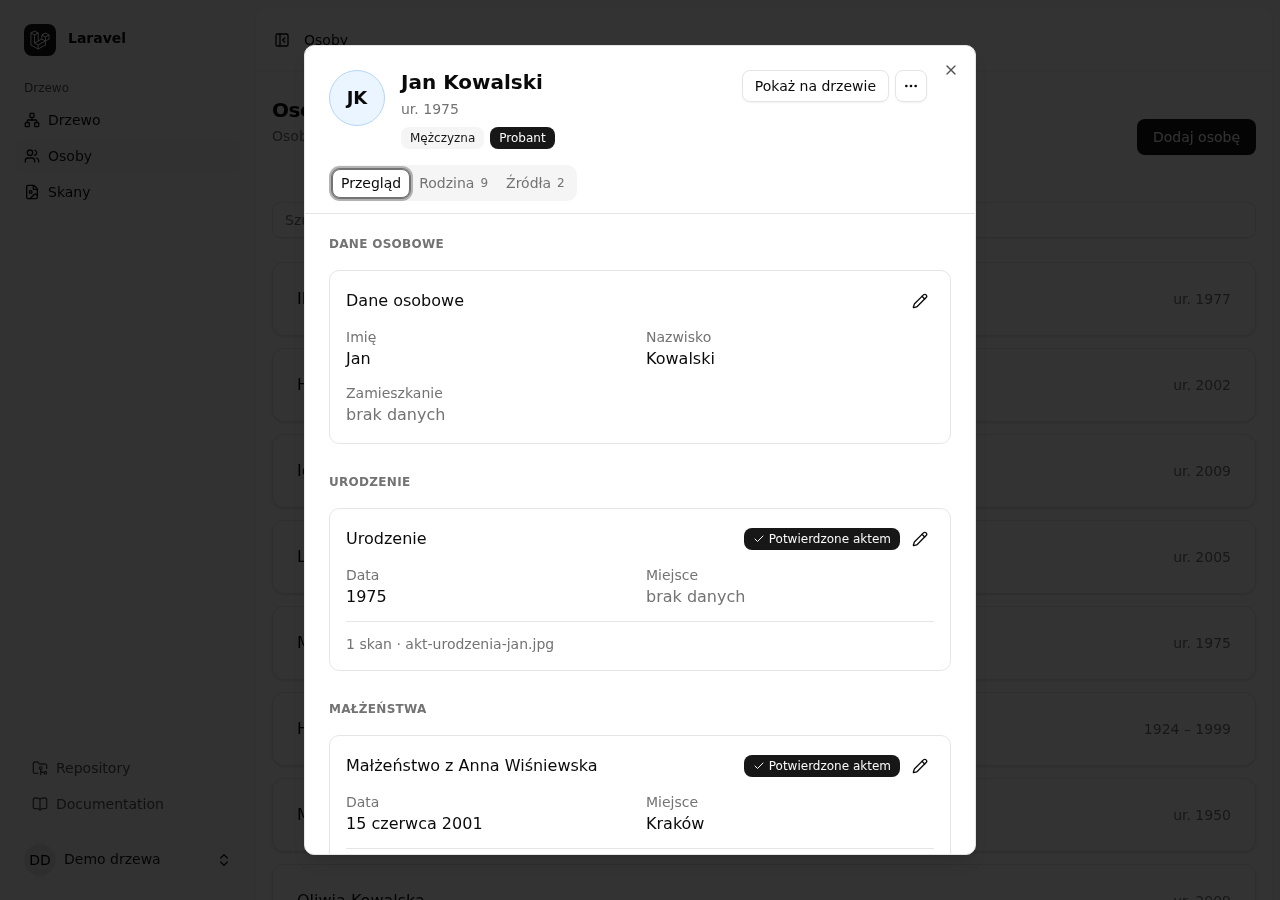 Laravel
Osoby
Drzewo
Drzewo
Osoby
Skany
Dodaj osobę
Jan Kowalski
JK
ur. 1975
Mężczyzna
Probant
Pokaż na drzewie
Przegląd
Rodzina 9
Źródła 2
DANE OSOBOWE
Dane osobowe
Imię
Nazwisko
Jan
Kowalski
Zamieszkanie
brak danych
URODZENIE
Urodzenie
Potwierdzone aktem
Data
Miejsce
1975
brak danych
1 skan · akt-urodzenia-jan.jpg
MAŁŻEŃSTWA
Małżeństwo z Anna Wiśniewska
Potwierdzone aktem
Data
Miejsce
15 czerwca 2001
Kraków
ur. 1977
ur. 2002
ur. 2009
ur. 2005
ur. 1975
1924 – 1999
ur. 1950
Repository
Documentation
DD
Demo drzewa